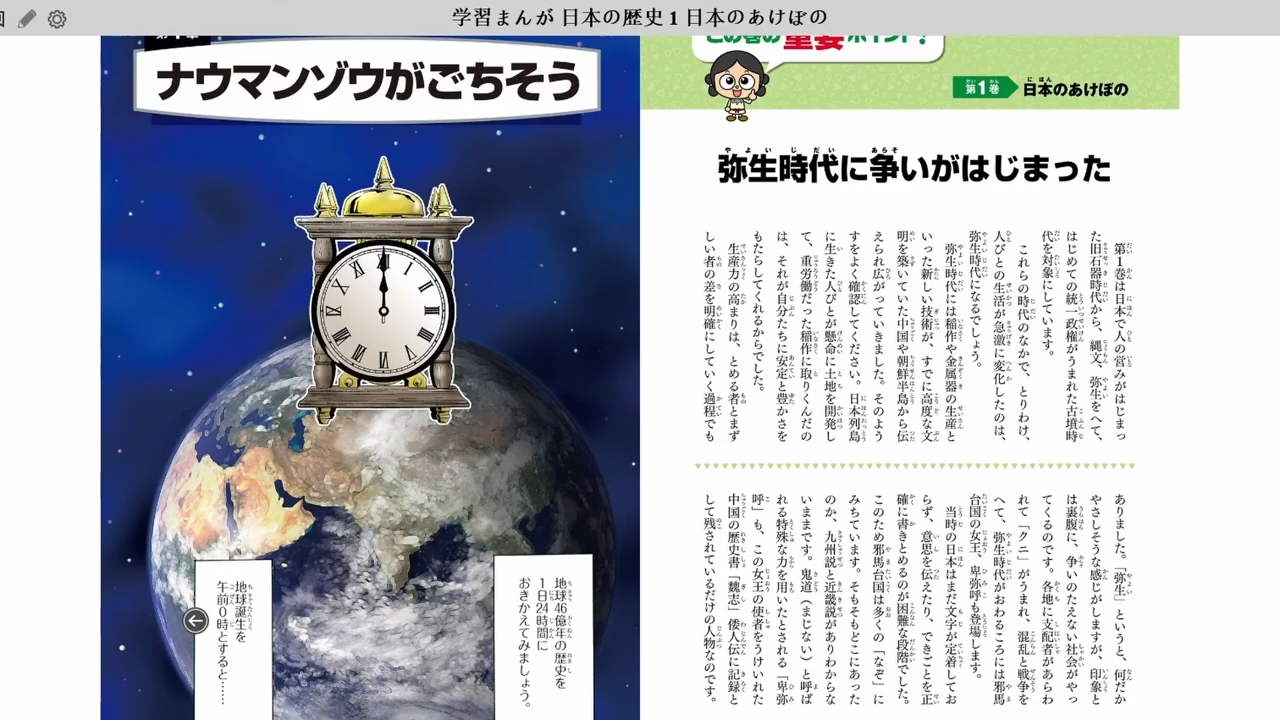 学習まんが 日本の歴史1 日本のあけぼの
第1巻
日本のあけぼの
弥生時代に争いがはじまった
第1巻は日本で人の営みがはじまっ
た旧石器時代から、縄文、弥生をへて、
はじめての統一政権がうまれた古墳時
代を対象にしています。
これらの時代のなかで、とりわけ、
人びとの生活が急激に変化したのは、
弥生時代になるでしょう。
弥生時代には稲作や金属器の生産と
いった新しい技術が、すでに高度な文
明を築いていた中国や朝鮮半島から伝
えられ広がっていきました。そのよう
すをよく確認してください。日本列島
に生きた人びとが懸命に土地を開発し
て、重労働だった稲作に取りくんだの
は、それが自分たちに安定と豊かさを
もたらしてくれるからでした。
生産力の高まりは、とめる者とまず
しい者の差を明確にしていく過程でも
ありました。「弥生」というと、何だか
やさしそうな感じがしますが、印象と
は裏腹に、争いのたえない社会がやっ
てくるのです。各地に支配者があらわ
れて「クニ」がうまれ、混乱と戦争を
へて、弥生時代がおわるころには邪馬
台国の女王、卑弥呼も登場します。
当時の日本はまだ文字が定着してお
らず、意思を伝えたり、できごとを正
確に書きとめるのが困難な段階でした。
このため邪馬台国は多くの「なぞ」に
みちています。そもそもどこにあった
のか、九州説と近畿説がありわからな
いままです。鬼道(まじない)と呼ば
れる特殊な力を用いたとされる「卑弥
呼」も、この女王の使者をうけいれた
中国の歴史書「魏志」倭人伝に記録と
して残されているだけの人物なのです。
ナウマンゾウがごちそう
地球46億年の歴史を
1日24時間に
おきかえてみましょう。
地球誕生を
午前0時とすると……